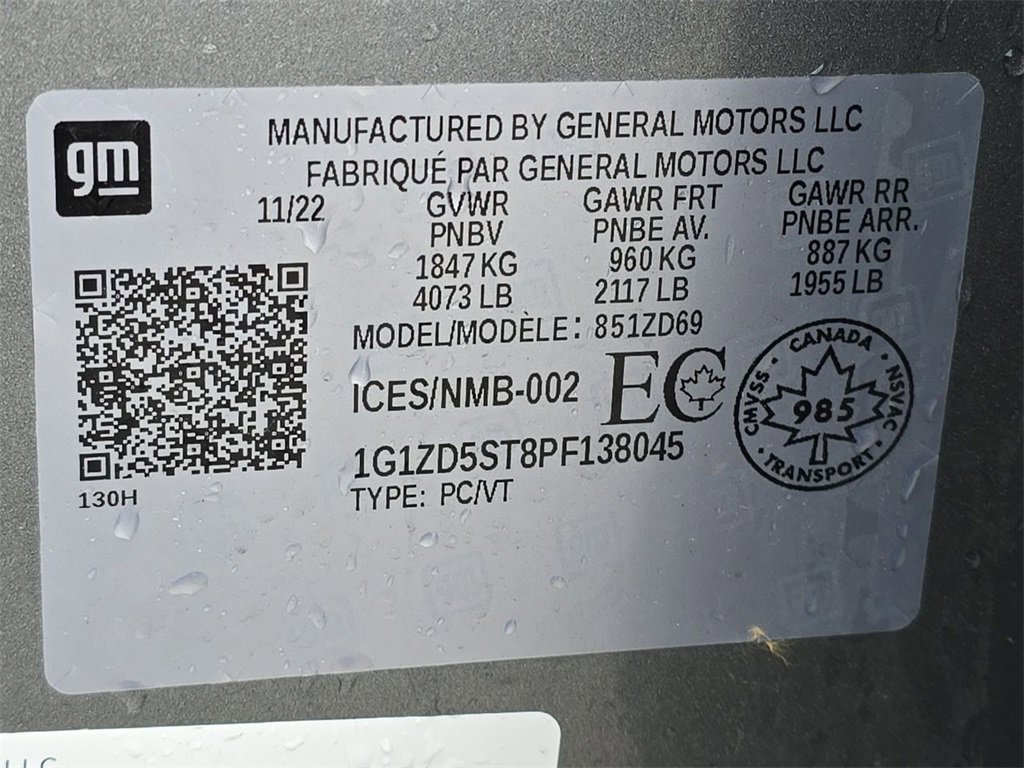 gm
MANUFACTURED BY GENERAL MOTORS LLC
FABRIQUÉ PAR GENERAL MOTORS LLC
11/22
GVWR GAWR FRT GAWR RR
PNBV PNBE AV. PNBE ARR.
1847 KG 960 KG 887 KG
4073 LB 2117 LB 1955 LB
MODEL/MODÈLE: 851ZD69
ICES/NMB-002 EC
1G1ZD5ST8PF138045
TYPE: PC/VT
130H
CANADA
CMVSS 985 NSVAC
TRANSPORT